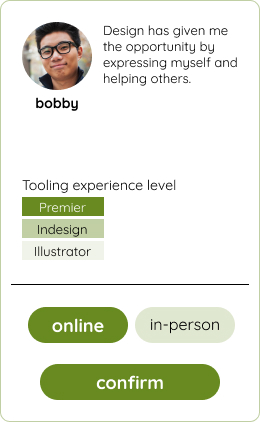 Design has given me
the opportunity by
expressing myself and
helping others.
bobby
Tooling experience level
Premier
Indesign
Illustrator
online
in-person
confirm